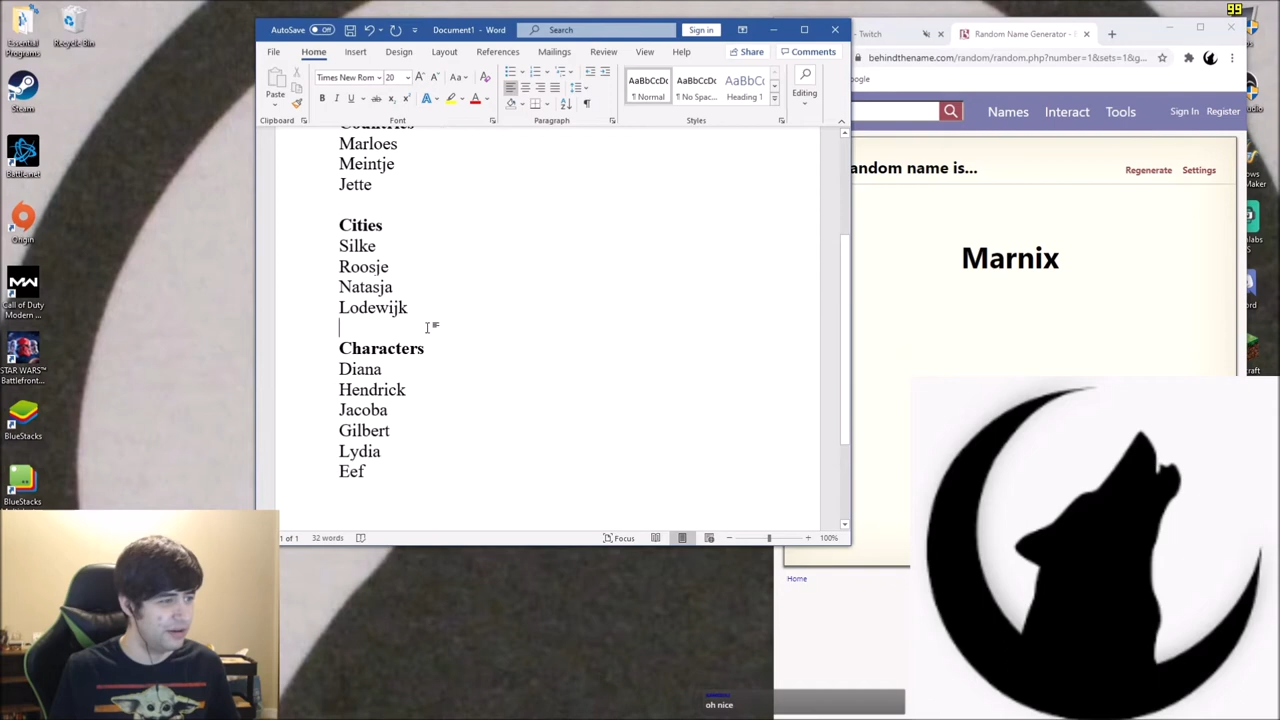 99
Essential Programs
Recycle Bin
Steam
Battle.net
Origin
Call of Duty Modern ...
STAR WARS™ Battlefront...
BlueStacks
BlueStacks
AutoSave Off
Document1 - Word
Search
Sign in
File Home Insert Design Layout References Mailings Review View Help Share Comments
Paste
Clipboard
Times New Rom 20
Font
Paragraph
AaBbCcDc
¶ Normal
AaBbCcDc
¶ No Spac...
AaBbCc
Heading 1
Styles
Editing
Countries
Marloes
Meintje
Jette
Cities
Silke
Roosje
Natasja
Lodewijk
Characters
Diana
Hendrick
Jacoba
Gilbert
Lydia
Eef
1 of 1 32 words Focus 100%
- Twitch
Random Name Generator -
behindthename.com/random/random.php?number=1&sets=1&g...
Names Interact Tools Sign In Register
andom name is...
Regenerate Settings
Marnix
Home
oh nice